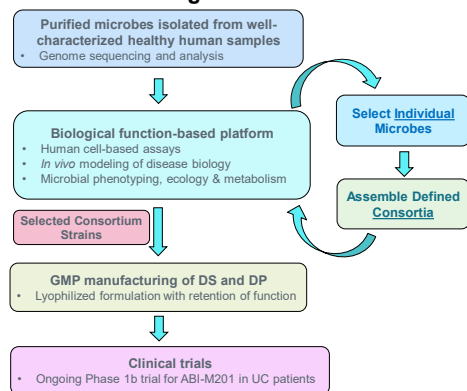 Purified microbes isolated from well-
characterized healthy human samples
• Genome sequencing and analysis
Biological function-based platform
• Human cell-based assays
• In vivo modeling of disease biology
• Microbial phenotyping, ecology & metabolism
Select Individual
Microbes
Assemble Defined
Consortia
Selected Consortium
Strains
GMP manufacturing of DS and DP
• Lyophilized formulation with retention of function
Clinical trials
• Ongoing Phase 1b trial for ABI-M201 in UC patients